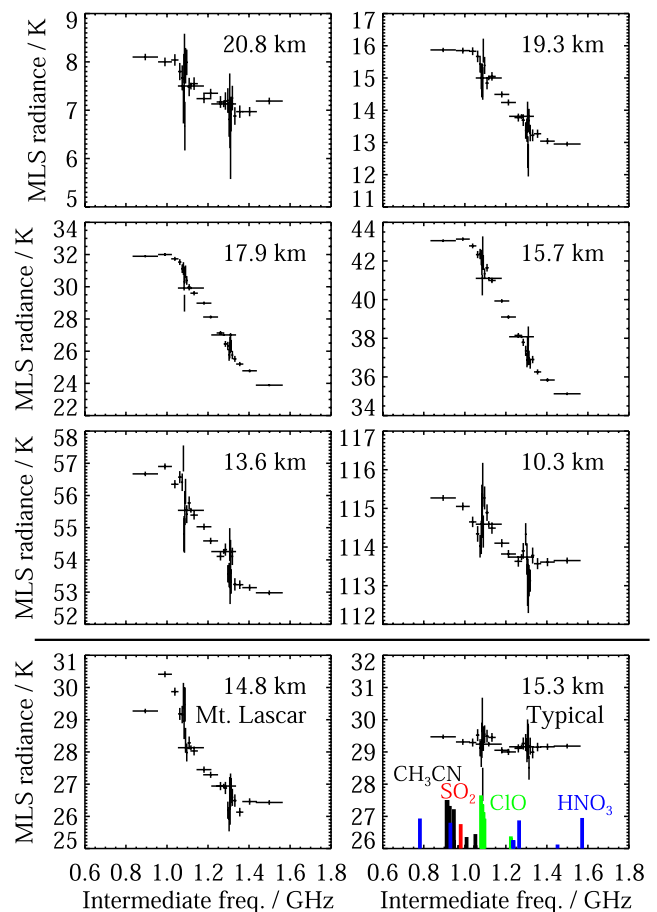 MLS radiance / K
9
8
7
6
5
20.8 km
17
16
15
14
13
12
11
19.3 km
MLS radiance / K
34
32
30
28
26
24
22
17.9 km
44
42
40
38
36
34
15.7 km
MLS radiance / K
58
57
56
55
54
53
52
13.6 km
117
116
115
114
113
112
10.3 km
MLS radiance / K
31
30
29
28
27
26
25
14.8 km
Mt. Lascar
32
31
30
29
28
27
26
15.3 km
Typical
CH₃CN
SO₂
ClO
HNO₃
0.6 0.8 1.0 1.2 1.4 1.6 1.8
Intermediate freq. / GHz
0.6 0.8 1.0 1.2 1.4 1.6 1.8
Intermediate freq. / GHz